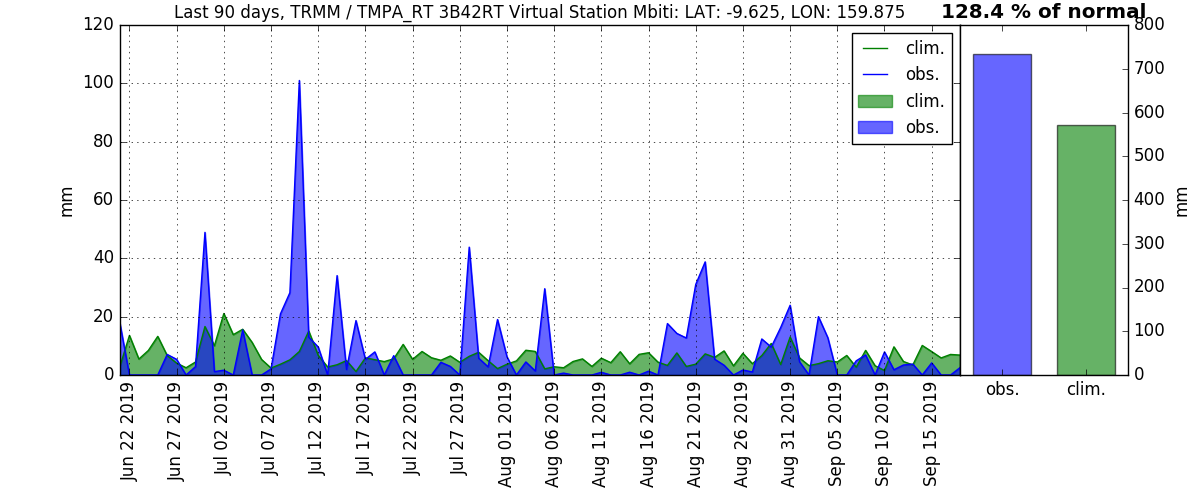 Last 90 days, TRMM / TMPA_RT 3B42RT Virtual Station Mbiti: LAT: -9.625, LON: 159.875
128.4 % of normal
120
100
80
60
40
20
0
mm
clim.
obs.
clim.
obs.
800
700
600
500
400
300
200
100
0
mm
Jun 22 2019
Jun 27 2019
Jul 02 2019
Jul 07 2019
Jul 12 2019
Jul 17 2019
Jul 22 2019
Jul 27 2019
Aug 01 2019
Aug 06 2019
Aug 11 2019
Aug 16 2019
Aug 21 2019
Aug 26 2019
Aug 31 2019
Sep 05 2019
Sep 10 2019
Sep 15 2019
obs.
clim.